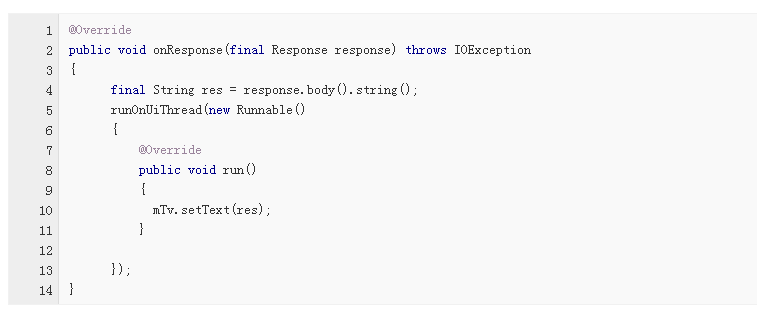 1 @Override
2 public void onResponse(final Response response) throws IOException
3 {
4 final String res = response.body().string();
5 runOnUiThread(new Runnable()
6 {
7 @Override
8 public void run()
9 {
10 mTv.setText(res);
11 }
12
13 });
14 }